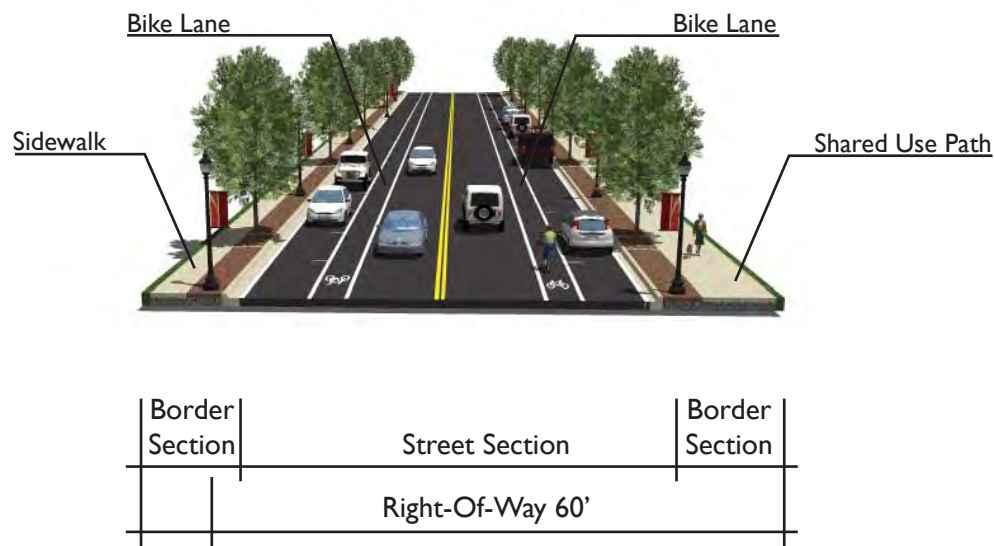 Bike Lane
Bike Lane
Sidewalk
Shared Use Path
Border
Section
Street Section
Border
Section
Right-Of-Way 60’